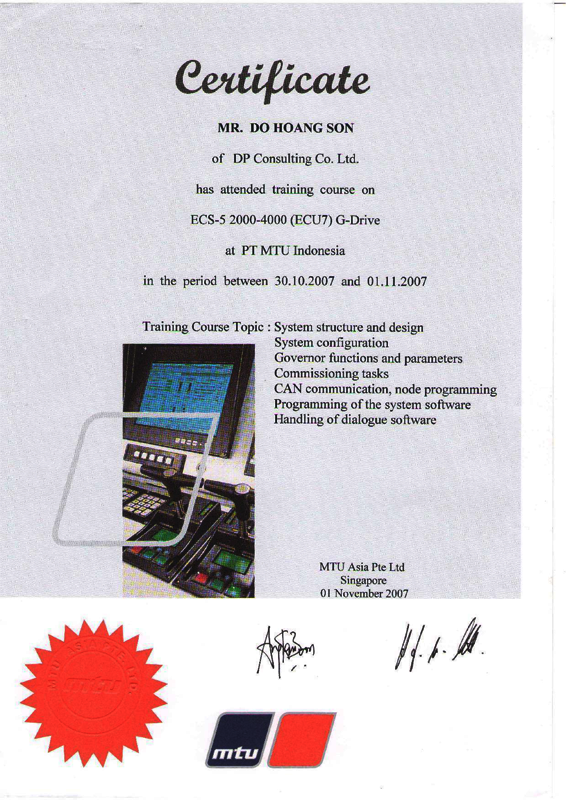 Certificate
MR. DO HOANG SON
of DP Consulting Co. Ltd.
has attended training course on
ECS-5 2000-4000 (ECU7) G-Drive
at PT MTU Indonesia
in the period between 30.10.2007 and 01.11.2007
Training Course Topic : System structure and design
System configuration
Governor functions and parameters
Commissioning tasks
CAN communication, node programming
Programming of the system software
Handling of dialogue software
MTU Asia Pte Ltd
Singapore
01 November 2007
MTU ASIA PTE LTD
mtu
mtu